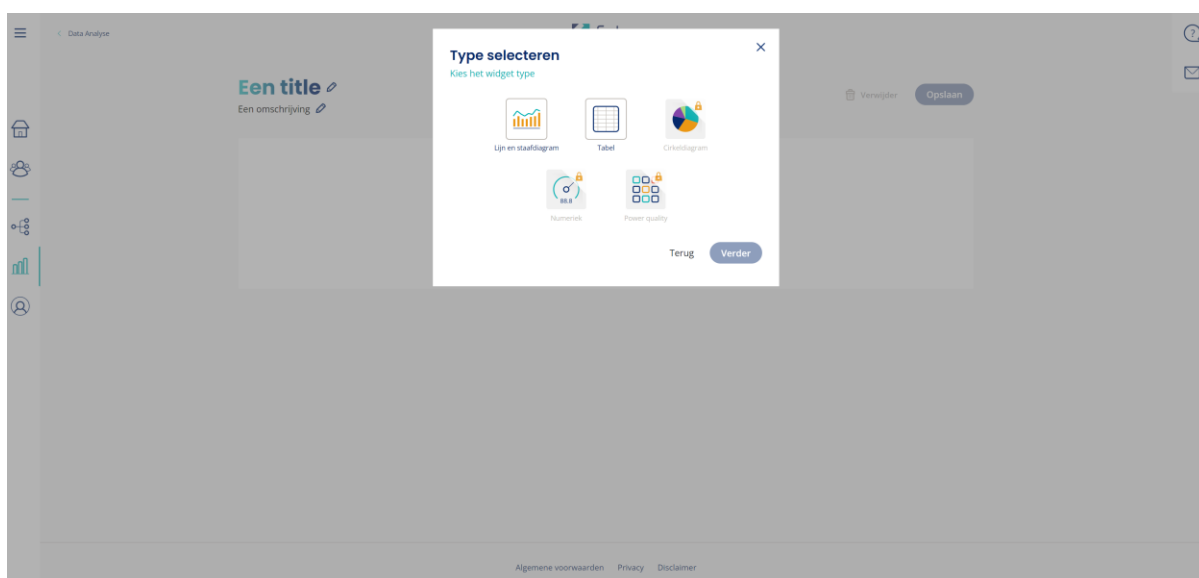 Data Analyse
Type selecteren
Kies het widget type
Een title
Een omschrijving
Verwijder
Opslaan
Lijn en staafdiagram
Tabel
Cirkeldiagram
88.8
Numeriek
Power quality
Terug
Verder
Algemene voorwaarden Privacy Disclaimer